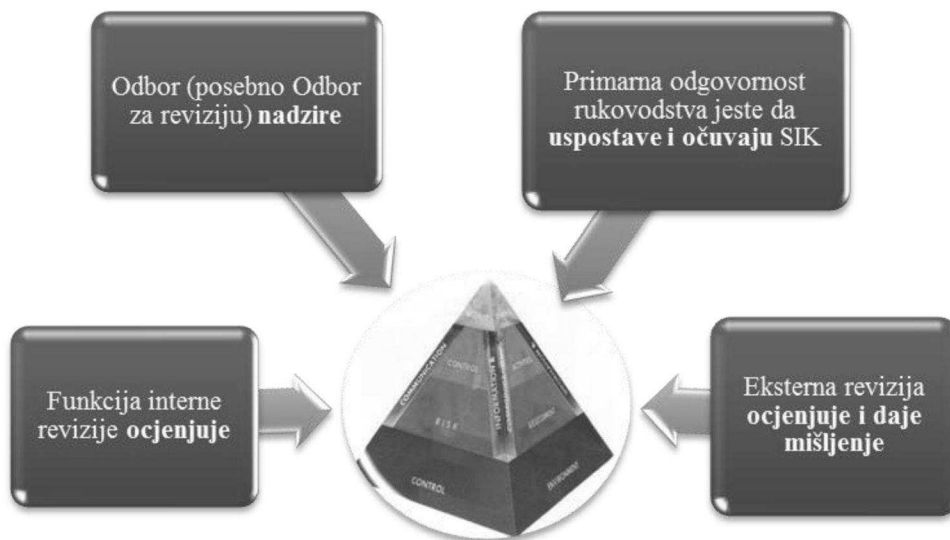 Odbor (posebno Odbor
za reviziju) nadzire
Primarna odgovornost
rukovodstva jeste da
uspostave i očuvaju SIK
Funkcija interne
revizije ocjenjuje
Eksterna revizija
ocjenjuje i daje
mišljenje
COMMUNICATION
CONTROL
INFORMATION &
RISK
ASSESSMENT
CONTROL
ENVIRONMENT